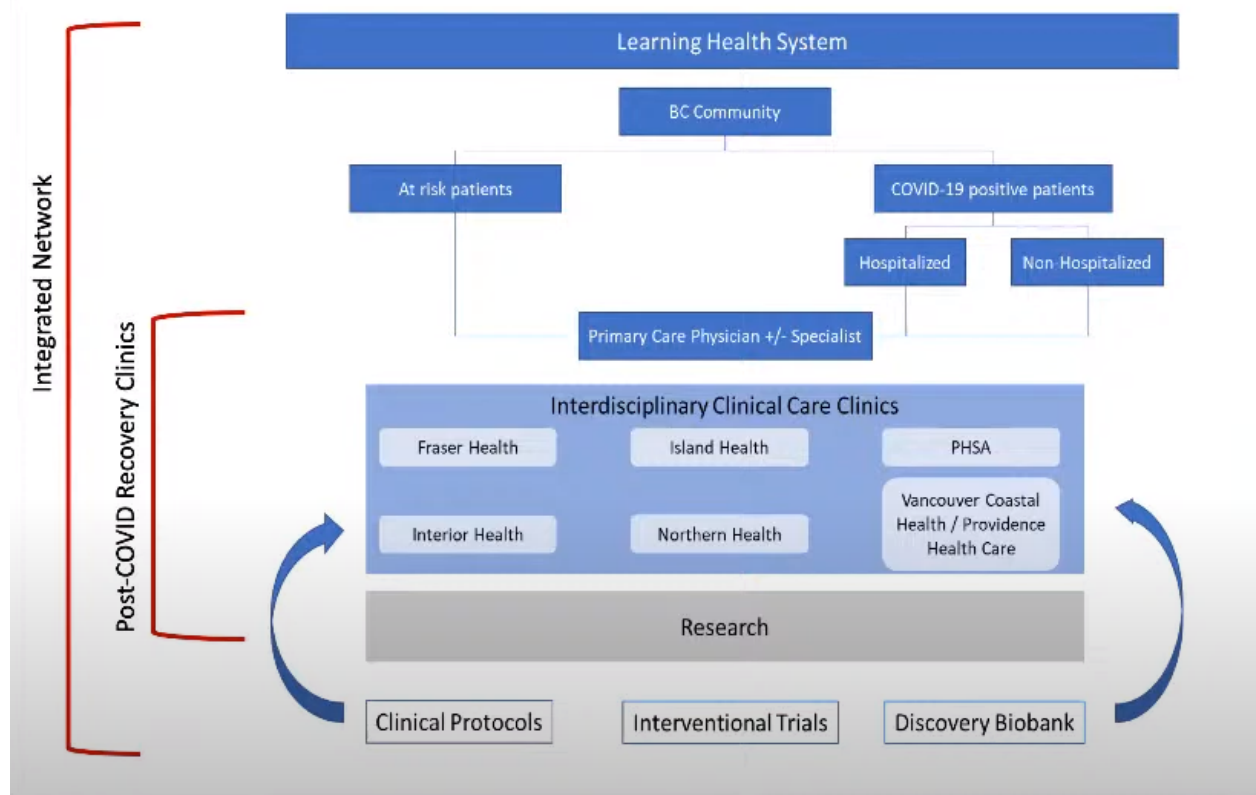 Learning Health System
BC Community
At risk patients
COVID-19 positive patients
Hospitalized
Non-Hospitalized
Primary Care Physician +/- Specialist
Integrated Network
Post-COVID Recovery Clinics
Interdisciplinary Clinical Care Clinics
Fraser Health
Island Health
PHSA
Interior Health
Northern Health
Vancouver Coastal
Health / Providence
Health Care
Research
Clinical Protocols
Interventional Trials
Discovery Biobank